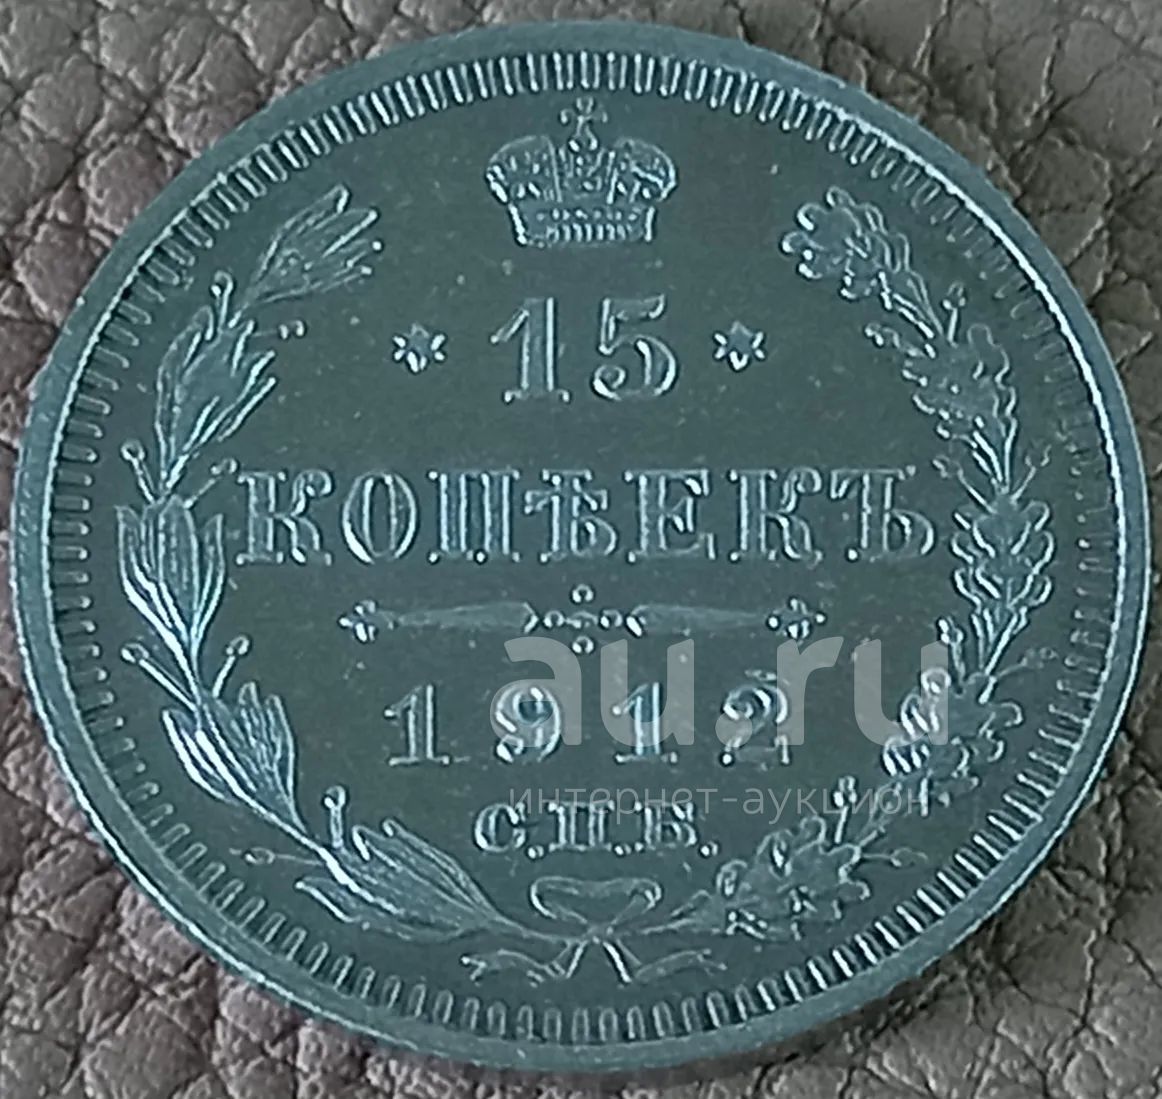 15
КОПѢЕКЪ
1912
С.П.Б.
au.ru
интернет-аукцион